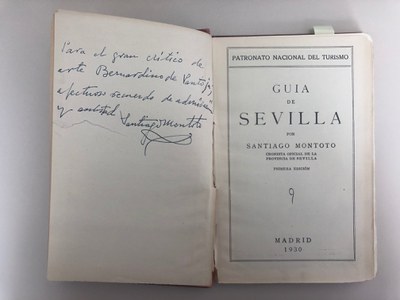 Para el gran crítico de
arte Bernardino de Pantorba,
afectuoso recuerdo de admiración
y amistad
Santiago Montoto
PATRONATO NACIONAL DEL TURISMO
GUIA
DE
SEVILLA
POR
SANTIAGO MONTOTO
CRONISTA OFICIAL DE LA
PROVINCIA DE SEVILLA
PRIMERA EDICIÓN
MADRID
1930